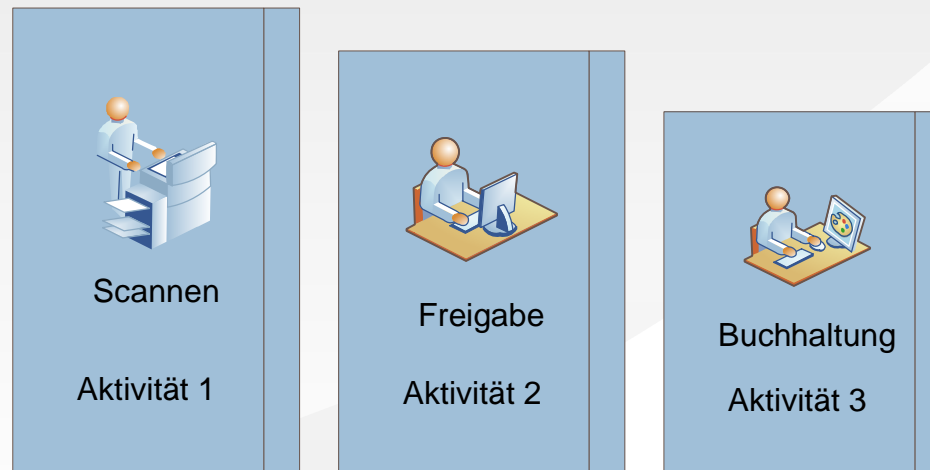 Scannen
Aktivität 1
Freigabe
Aktivität 2
Buchhaltung
Aktivität 3